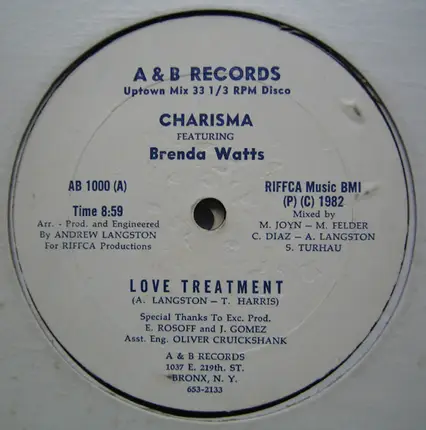 A & B RECORDS
Uptown Mix 33 1/3 RPM Disco
CHARISMA
FEATURING
Brenda Watts
AB 1000 (A)
Time 8:59
Arr. - Prod. and Engineered
By ANDREW LANGSTON
For RIFFCA Productions
RIFFCA Music BMI
(P) (C) 1982
Mixed by
M. JOYN – M. FELDER
C. DIAZ – A. LANGSTON
S. TURHAU
LOVE TREATMENT
(A. LANGSTON – T. HARRIS)
Special Thanks To Exc. Prod.
E. ROSOFF and J. GOMEZ
Asst. Eng. OLIVER CRUICKSHANK
A & B RECORDS
1037 E. 219th. ST.
BRONX, N. Y.
653-2133